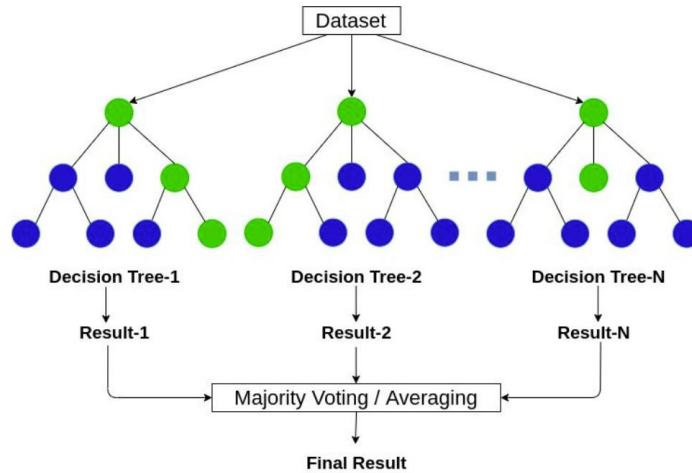 Dataset
Decision Tree-1
Decision Tree-2
Decision Tree-N
Result-1
Result-2
Result-N
Majority Voting / Averaging
Final Result